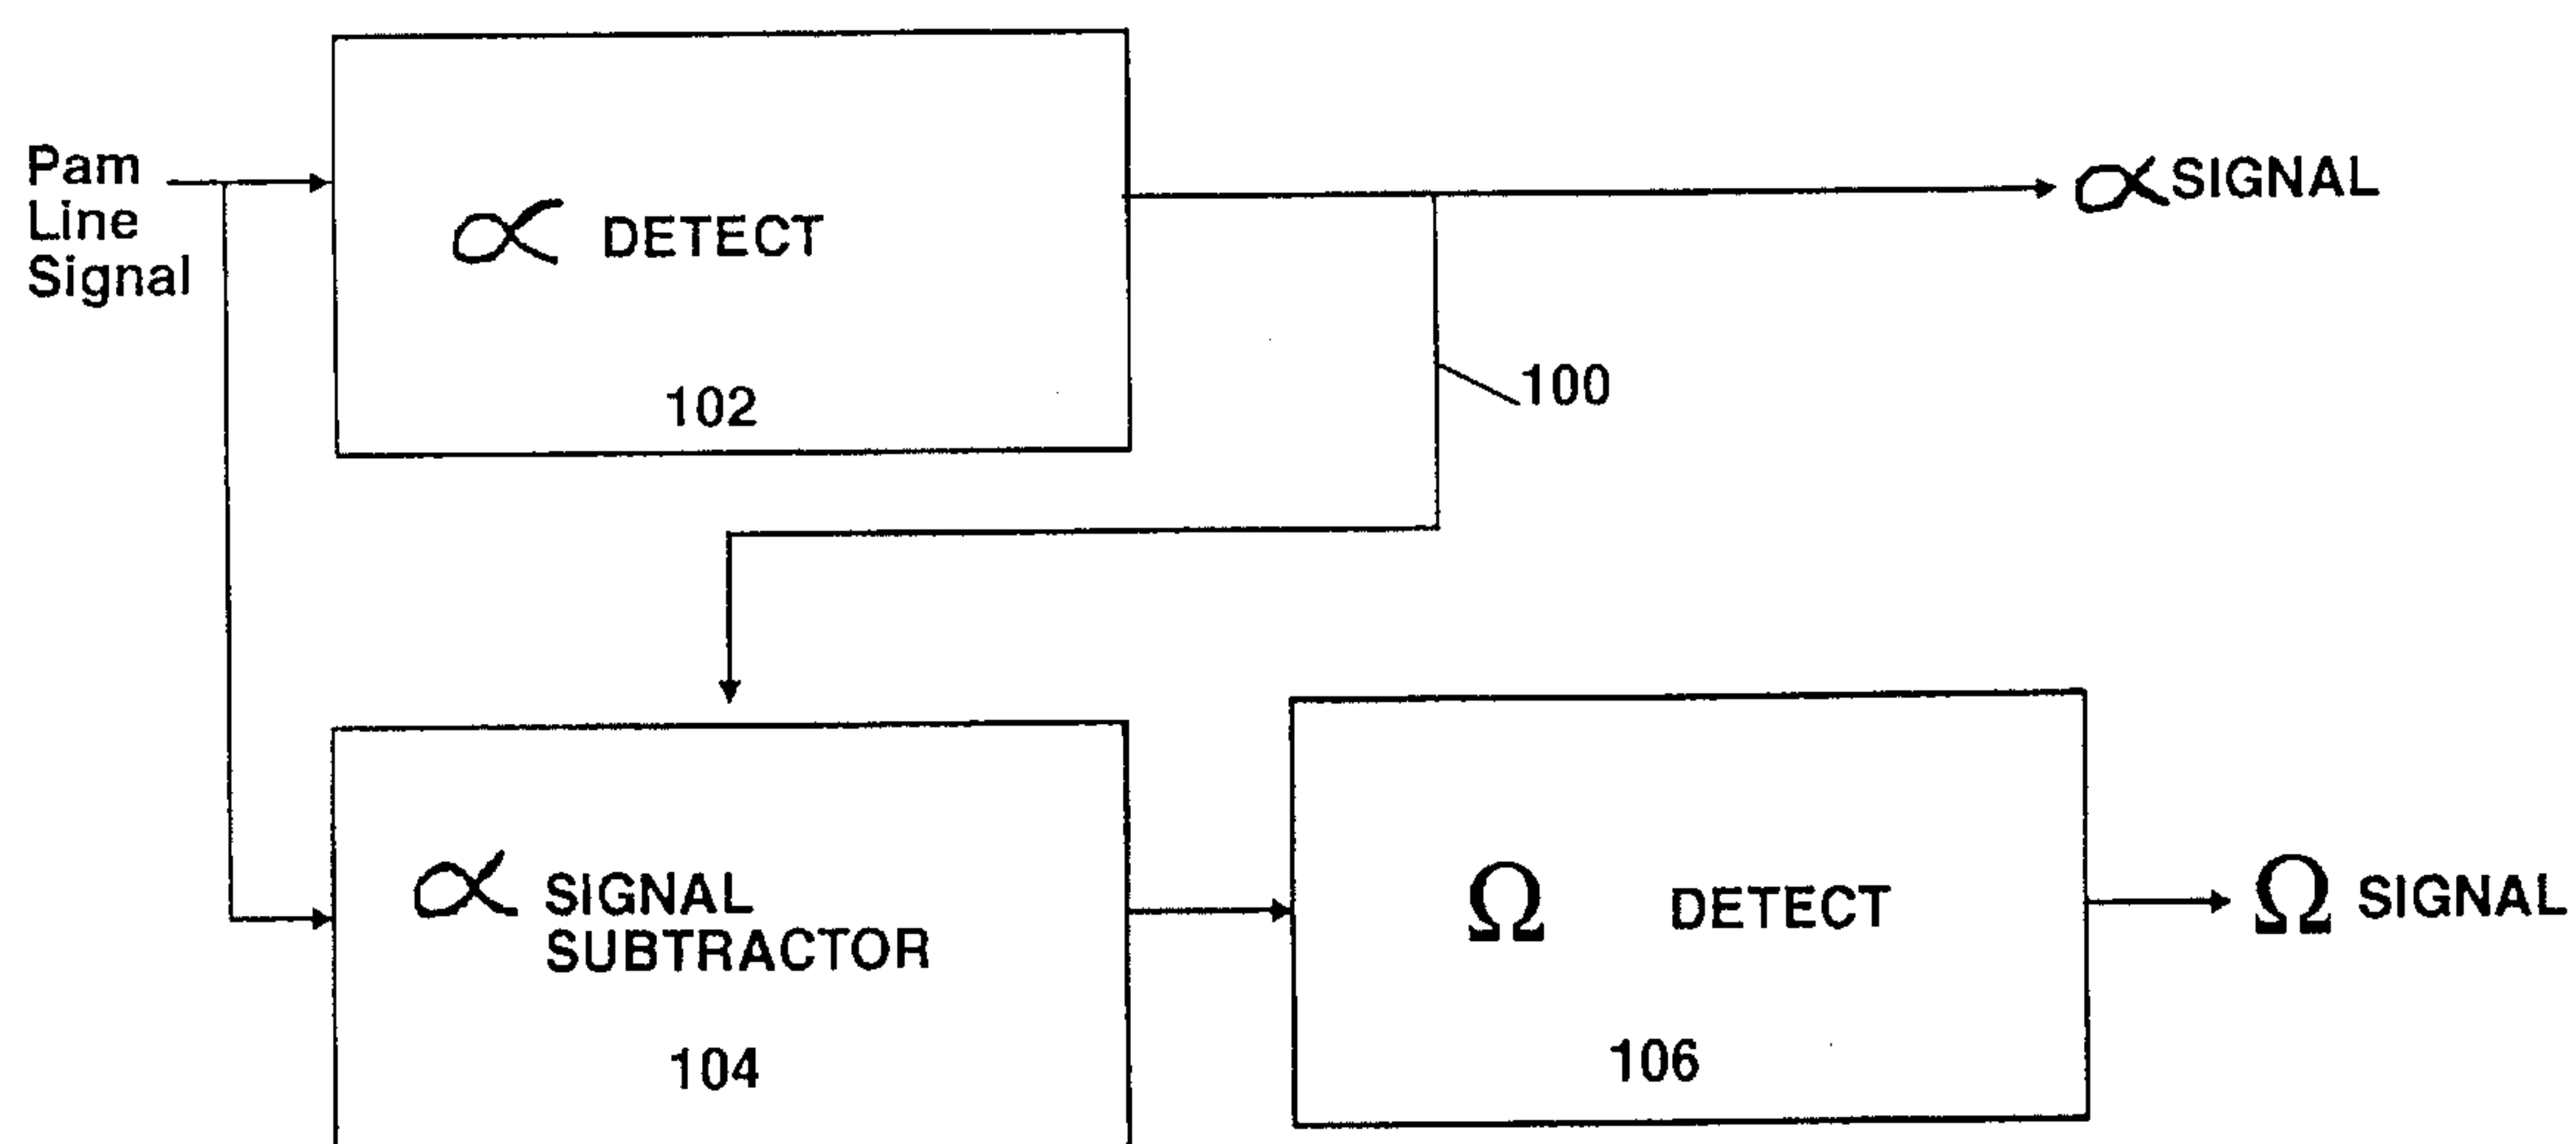 Pam
Line
Signal
α DETECT
102
α SIGNAL
100
α SIGNAL
SUBTRACTOR
104
Ω DETECT
106
Ω SIGNAL